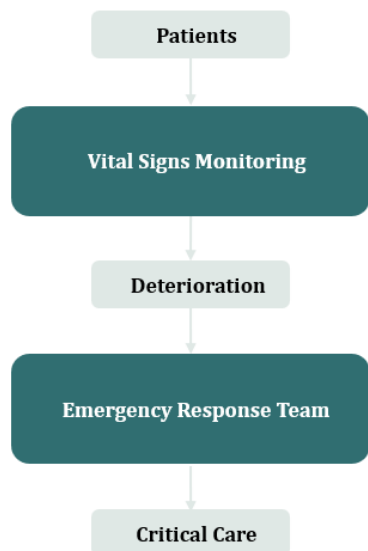 Patients
Vital Signs Monitoring
Deterioration
Emergency Response Team
Critical Care